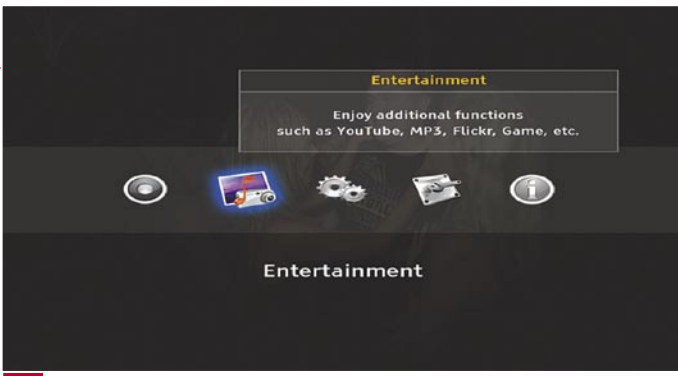 Entertainment
Enjoy additional functions
such as YouTube, MP3, Flickr, Game, etc.
Entertainment